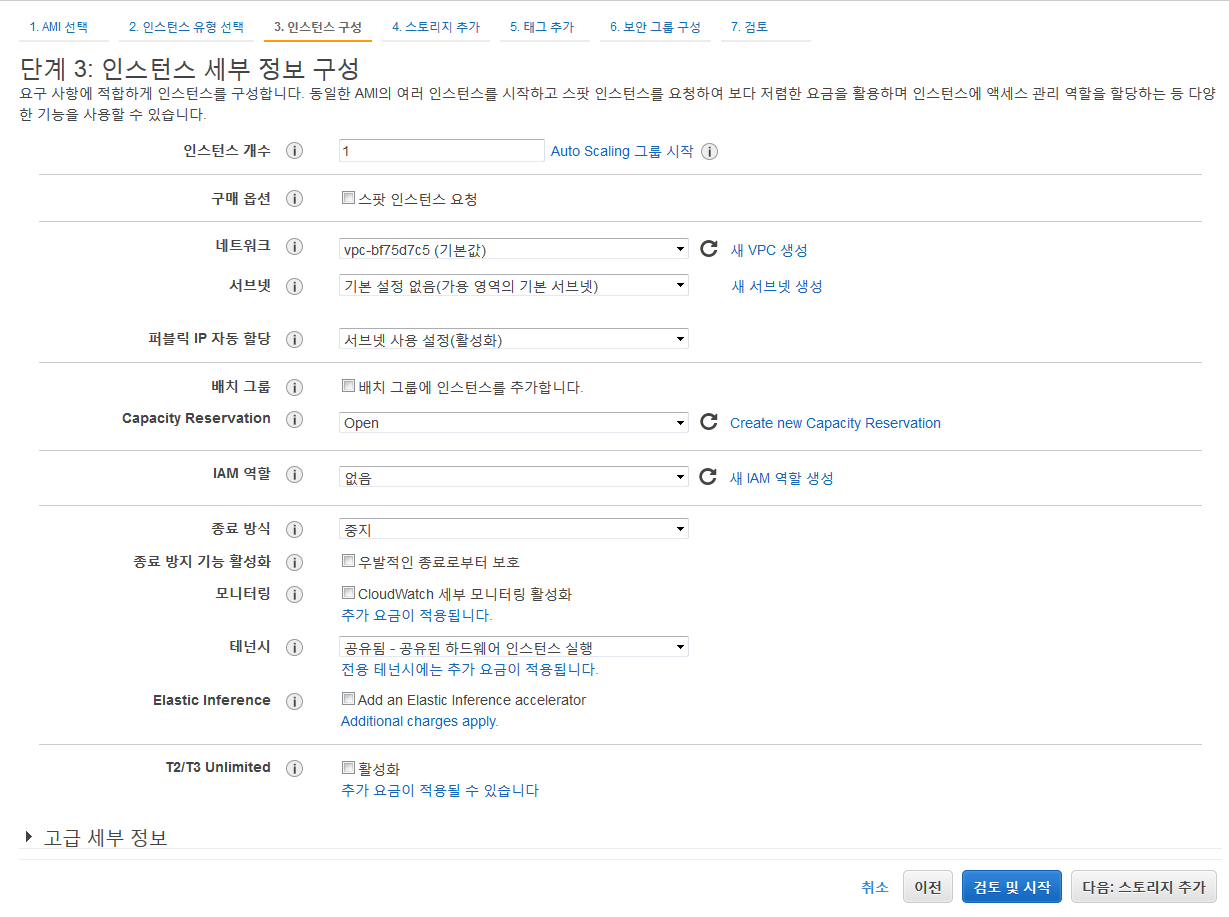 1. AMI 선택 2. 인스턴스 유형 선택 3. 인스턴스 구성 4. 스토리지 추가 5. 태그 추가 6. 보안 그룹 구성 7. 검토
단계 3: 인스턴스 세부 정보 구성
요구 사항에 적합하게 인스턴스를 구성합니다. 동일한 AMI의 여러 인스턴스를 시작하고 스팟 인스턴스를 요청하여 보다 저렴한 요금을 활용하며 인스턴스에 액세스 관리 역할을 할당하는 등 다양
한 기능을 사용할 수 있습니다.
인스턴스 개수 i 1 Auto Scaling 그룹 시작 i
구매 옵션 i 스팟 인스턴스 요청
네트워크 i vpc-bf75d7c5 (기본값) 새 VPC 생성
서브넷 i 기본 설정 없음(가용 영역의 기본 서브넷) 새 서브넷 생성
퍼블릭 IP 자동 할당 i 서브넷 사용 설정(활성화)
배치 그룹 i 배치 그룹에 인스턴스를 추가합니다.
Capacity Reservation i Open Create new Capacity Reservation
IAM 역할 i 없음 새 IAM 역할 생성
종료 방식 i 중지
종료 방지 기능 활성화 i 우발적인 종료로부터 보호
모니터링 i CloudWatch 세부 모니터링 활성화
추가 요금이 적용됩니다.
테넌시 i 공유됨 - 공유된 하드웨어 인스턴스 실행
전용 테넌시에는 추가 요금이 적용됩니다.
Elastic Inference i Add an Elastic Inference accelerator
Additional charges apply.
T2/T3 Unlimited i 활성화
추가 요금이 적용될 수 있습니다
고급 세부 정보
취소 이전 검토 및 시작 다음: 스토리지 추가